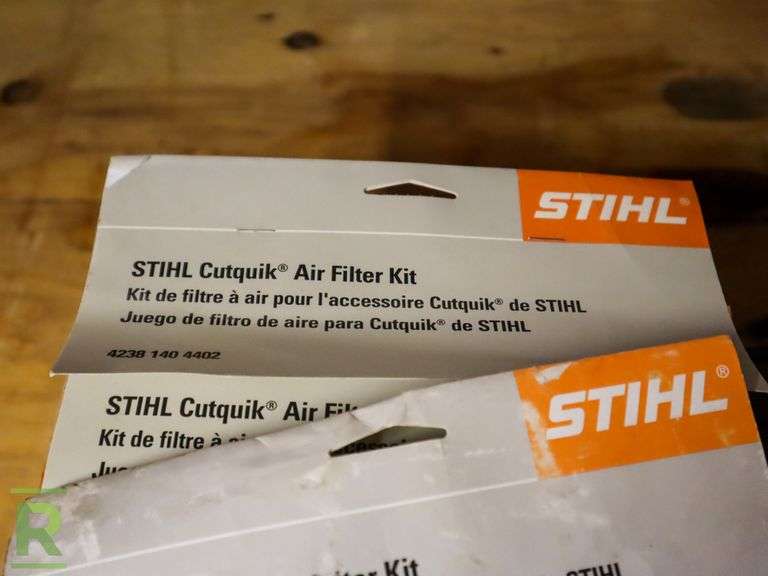 STIHL®
STIHL Cutquik® Air Filter Kit
Kit de filtre à air pour l'accessoire Cutquik® de STIHL
Juego de filtro de aire para Cutquik® de STIHL
4238 140 4402
STIHL Cutquik® Air
Kit de filtre à
STIHL®
Kit
STIHL
R